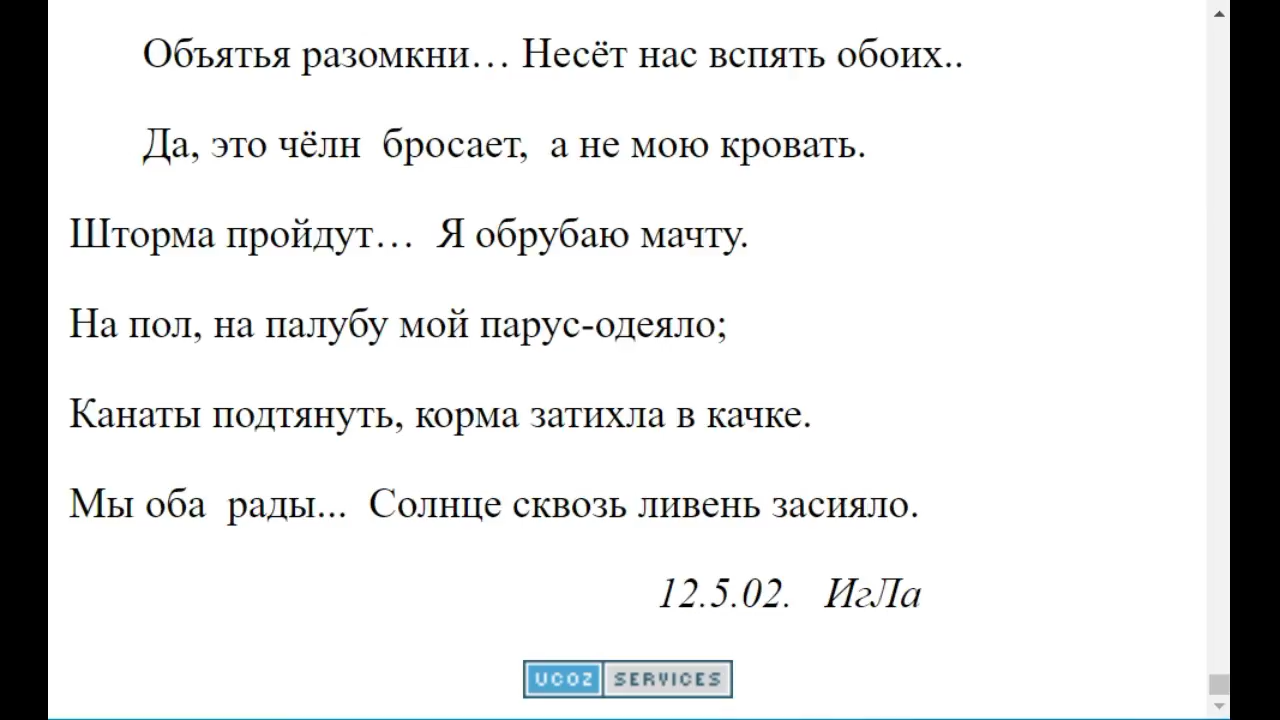 Объятья разомкни… Несёт нас вспять обоих..
Да, это чёлн  бросает,  а не мою кровать.
Шторма пройдут…  Я обрубаю мачту.
На пол, на палубу мой парус-одеяло;
Канаты подтянуть, корма затихла в качке.
Мы оба  рады...  Солнце сквозь ливень засияло.
12.5.02.   ИгЛа
UCOZ SERVICES